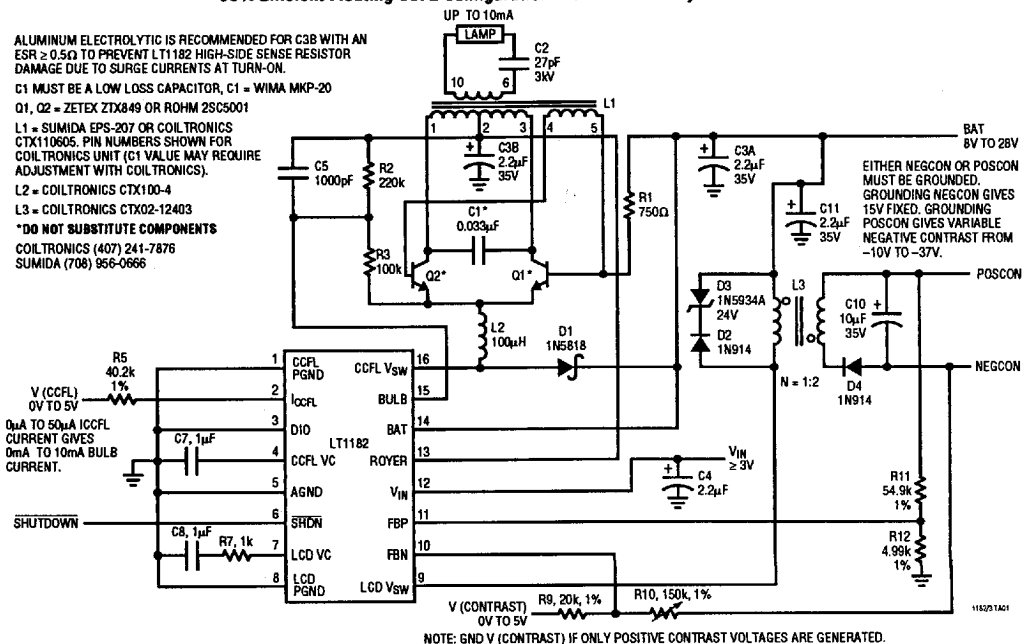 UP TO 10mA
LAMP
ALUMINUM ELECTROLYTIC IS RECOMMENDED FOR C3B WITH AN
ESR ≥ 0.5Ω TO PREVENT LT1182 HIGH-SIDE SENSE RESISTOR
DAMAGE DUE TO SURGE CURRENTS AT TURN-ON.
C1 MUST BE A LOW LOSS CAPACITOR, C1 = WIMA MKP-20
Q1, Q2 = ZETEX ZTX849 OR ROHM 2SC5001
L1 = SUMIDA EPS-207 OR COILTRONICS
CTX110605. PIN NUMBERS SHOWN FOR
COILTRONICS UNIT (C1 VALUE MAY REQUIRE
ADJUSTMENT WITH COILTRONICS).
L2 = COILTRONICS CTX100-4
L3 = COILTRONICS CTX02-12403
*DO NOT SUBSTITUTE COMPONENTS
COILTRONICS (407) 241-7876
SUMIDA (708) 956-0666
C2
27pF
3kV
10
6
L1
1
2
3
4
5
C5
1000pF
R2
220k
C3B
2.2µF
35V
C1*
0.033µF
R3
100k
Q2*
Q1*
R1
750Ω
C3A
2.2µF
35V
C11
2.2µF
35V
BAT
8V TO 28V
EITHER NEGCON OR POSCON
MUST BE GROUNDED.
GROUNDING NEGCON GIVES
15V FIXED. GROUNDING
POSCON GIVES VARIABLE
NEGATIVE CONTRAST FROM
–10V TO –37V.
POSCON
D3
1N5934A
24V
D2
1N914
L3
N = 1:2
C10
10µF
35V
D4
1N914
NEGCON
L2
100µH
D1
1N5818
R5
40.2k
1%
V (CCFL)
0V TO 5V
0µA TO 50µA ICCFL
CURRENT GIVES
0mA TO 10mA BULB
CURRENT.
C7, 1µF
SHUTDOWN
C8, 1µF
R7, 1k
1
CCFL
PGND
2
ICCFL
3
DIO
4
CCFL VC
5
AGND
6
SHDN
7
LCD VC
8
LCD
PGND
LT1182
CCFL VSW
16
BULB
15
BAT
14
ROYER
13
VIN
12
FBP
11
FBN
10
LCD VSW
9
VIN
≥ 3V
C4
2.2µF
R11
54.9k
1%
R12
4.99k
1%
V (CONTRAST)
0V TO 5V
R9, 20k, 1%
R10, 150k, 1%
1182/3 TA01
NOTE: GND V (CONTRAST) IF ONLY POSITIVE CONTRAST VOLTAGES ARE GENERATED.